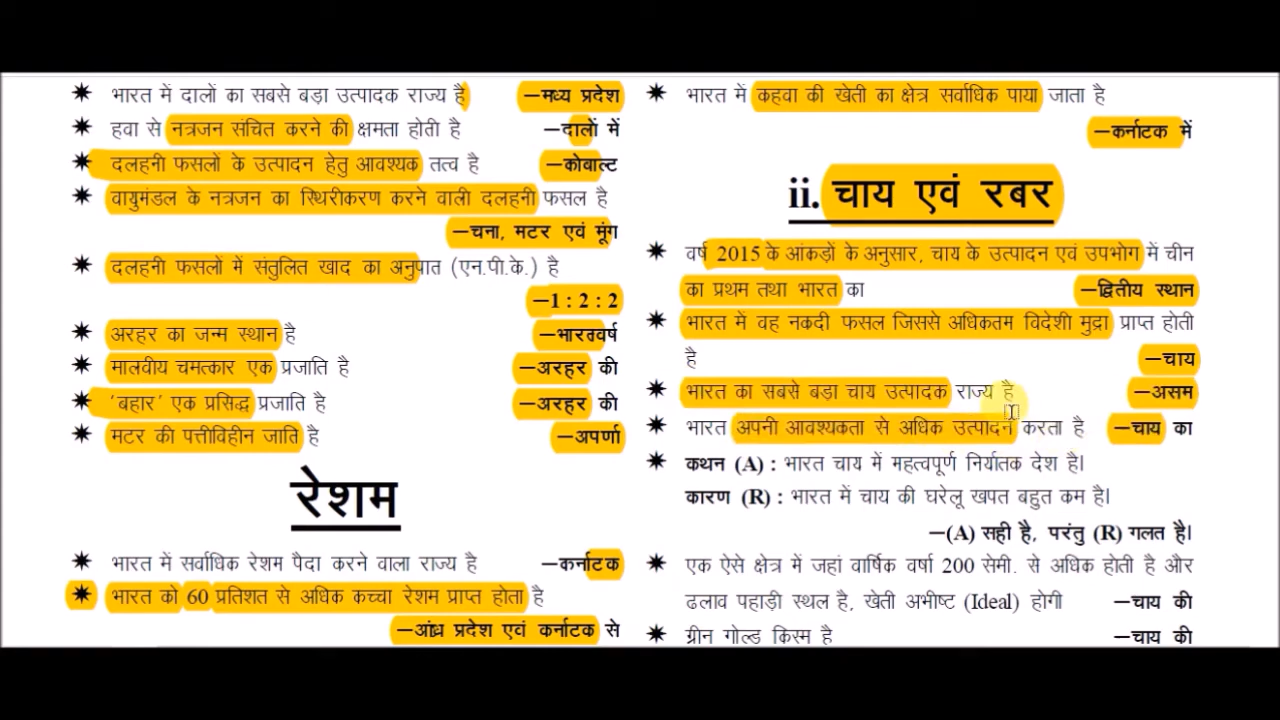 ✷ भारत में दालों का सबसे बड़ा उत्पादक राज्य है –मध्य प्रदेश
✷ हवा से नत्रजन संचित करने की क्षमता होती है –दालों में
✷ दलहनी फसलों के उत्पादन हेतु आवश्यक तत्व है –कोबाल्ट
✷ वायुमंडल के नत्रजन का स्थिरीकरण करने वाली दलहनी फसल है
–चना, मटर एवं मूंग
✷ दलहनी फसलों में संतुलित खाद का अनुपात (एन.पी.के.) है
–1 : 2 : 2
✷ अरहर का जन्म स्थान है –भारतवर्ष
✷ मालवीय चमत्कार एक प्रजाति है –अरहर की
✷ ‘बहार’ एक प्रसिद्ध प्रजाति है –अरहर की
✷ मटर की पत्तीविहीन जाति है –अपर्णा
रेशम
✷ भारत में सर्वाधिक रेशम पैदा करने वाला राज्य है –कर्नाटक
✷ भारत को 60 प्रतिशत से अधिक कच्चा रेशम प्राप्त होता है
–आंध्र प्रदेश एवं कर्नाटक से
✷ भारत में कहवा की खेती का क्षेत्र सर्वाधिक पाया जाता है
–कर्नाटक में
ii. चाय एवं रबर
✷ वर्ष 2015 के आंकड़ों के अनुसार, चाय के उत्पादन एवं उपभोग में चीन
का प्रथम तथा भारत का –द्वितीय स्थान
✷ भारत में वह नकदी फसल जिससे अधिकतम विदेशी मुद्रा प्राप्त होती
है –चाय
✷ भारत का सबसे बड़ा चाय उत्पादक राज्य है –असम
✷ भारत अपनी आवश्यकता से अधिक उत्पादन करता है –चाय का
✷ कथन (A) : भारत चाय में महत्वपूर्ण निर्यातक देश है।
कारण (R) : भारत में चाय की घरेलू खपत बहुत कम है।
–(A) सही है, परंतु (R) गलत है।
✷ एक ऐसे क्षेत्र में जहां वार्षिक वर्षा 200 सेमी. से अधिक होती है और
ढलाव पहाड़ी स्थल है, खेती अभीष्ट (Ideal) होगी –चाय की
✷ ग्रीन गोल्ड किस्म है –चाय की